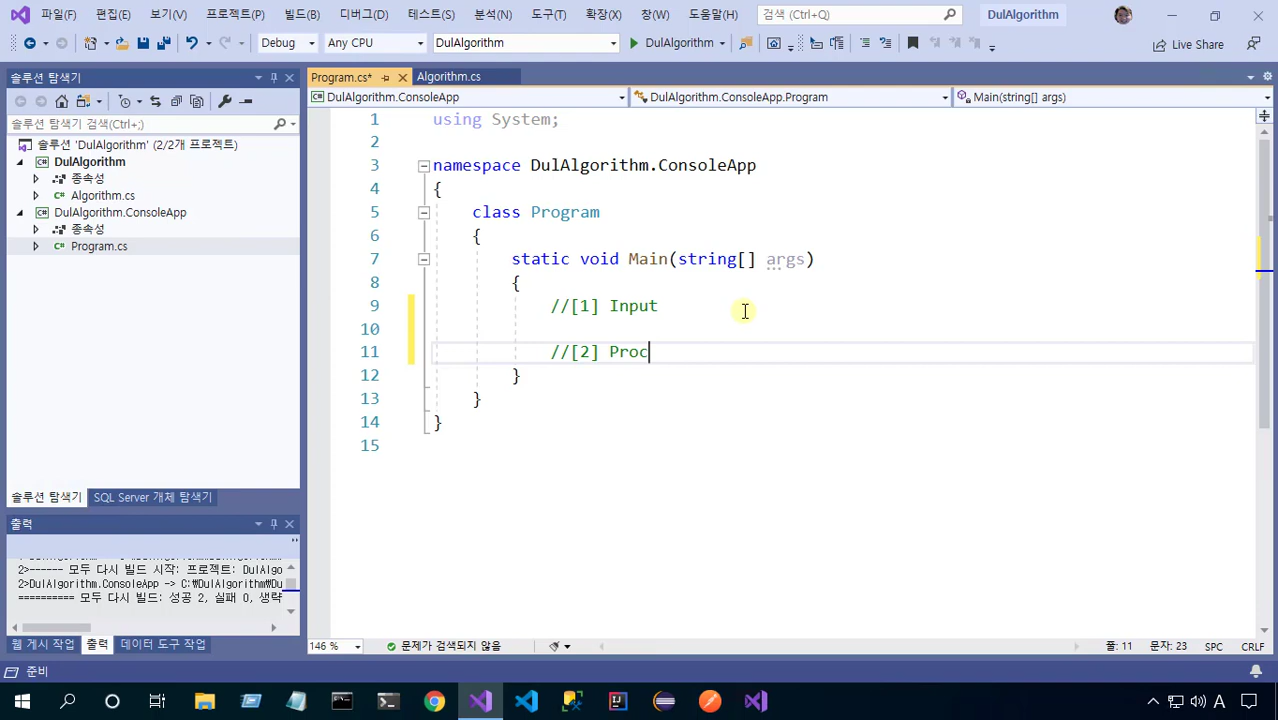 파일(F) 편집(E) 보기(V) 프로젝트(P) 빌드(B) 디버그(D) 테스트(S) 분석(N) 도구(T) 확장(X) 창(W) 도움말(H) 검색 (Ctrl+Q) DulAlgorithm
Debug Any CPU DulAlgorithm DulAlgorithm Live Share
솔루션 탐색기
솔루션 탐색기 검색(Ctrl+;)
솔루션 'DulAlgorithm' (2/2개 프로젝트)
DulAlgorithm
종속성
Algorithm.cs
DulAlgorithm.ConsoleApp
종속성
Program.cs
솔루션 탐색기 SQL Server 개체 탐색기
출력
2>------ 모두 다시 빌드 시작: 프로젝트: DulAlgo
2>DulAlgorithm.ConsoleApp -> C:\DulAlgorithm\Du
========== 모두 다시 빌드: 성공 2, 실패 0, 생략
웹 게시 작업 출력 데이터 도구 작업
Program.cs* Algorithm.cs
DulAlgorithm.ConsoleApp DulAlgorithm.ConsoleApp.Program Main(string[] args)
1 using System;
2
3 namespace DulAlgorithm.ConsoleApp
4 {
5 class Program
6 {
7 static void Main(string[] args)
8 {
9 //[1] Input
10
11 //[2] Proc
12 }
13 }
14 }
15
146 % 문제가 검색되지 않음 줄: 11 문자: 23 SPC CRLF
준비
A